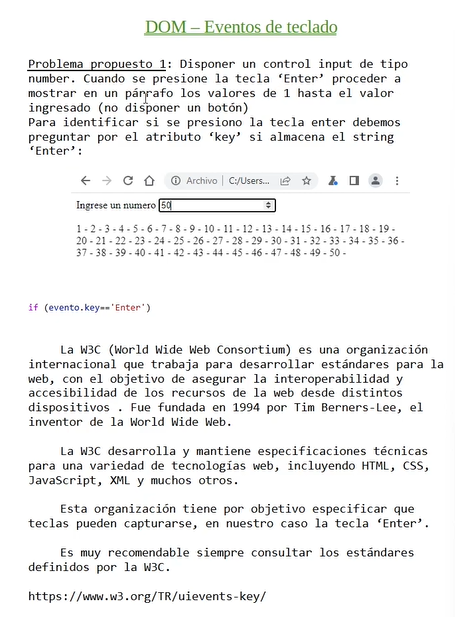 DOM – Eventos de teclado
Problema propuesto 1: Disponer un control input de tipo
number. Cuando se presione la tecla ‘Enter’ proceder a
mostrar en un párrafo los valores de 1 hasta el valor
ingresado (no disponer un botón)
Para identificar si se presiono la tecla enter debemos
preguntar por el atributo ‘key’ si almacena el string
‘Enter’:
Archivo | C:/Users...
Ingrese un numero 50
1 - 2 - 3 - 4 - 5 - 6 - 7 - 8 - 9 - 10 - 11 - 12 - 13 - 14 - 15 - 16 - 17 - 18 - 19 -
20 - 21 - 22 - 23 - 24 - 25 - 26 - 27 - 28 - 29 - 30 - 31 - 32 - 33 - 34 - 35 - 36 -
37 - 38 - 39 - 40 - 41 - 42 - 43 - 44 - 45 - 46 - 47 - 48 - 49 - 50 -
if (evento.key=='Enter')
La W3C (World Wide Web Consortium) es una organización
internacional que trabaja para desarrollar estándares para la
web, con el objetivo de asegurar la interoperabilidad y
accesibilidad de los recursos de la web desde distintos
dispositivos . Fue fundada en 1994 por Tim Berners-Lee, el
inventor de la World Wide Web.
La W3C desarrolla y mantiene especificaciones técnicas
para una variedad de tecnologías web, incluyendo HTML, CSS,
JavaScript, XML y muchos otros.
Esta organización tiene por objetivo especificar que
teclas pueden capturarse, en nuestro caso la tecla ‘Enter’.
Es muy recomendable siempre consultar los estándares
definidos por la W3C.
https://www.w3.org/TR/uievents-key/